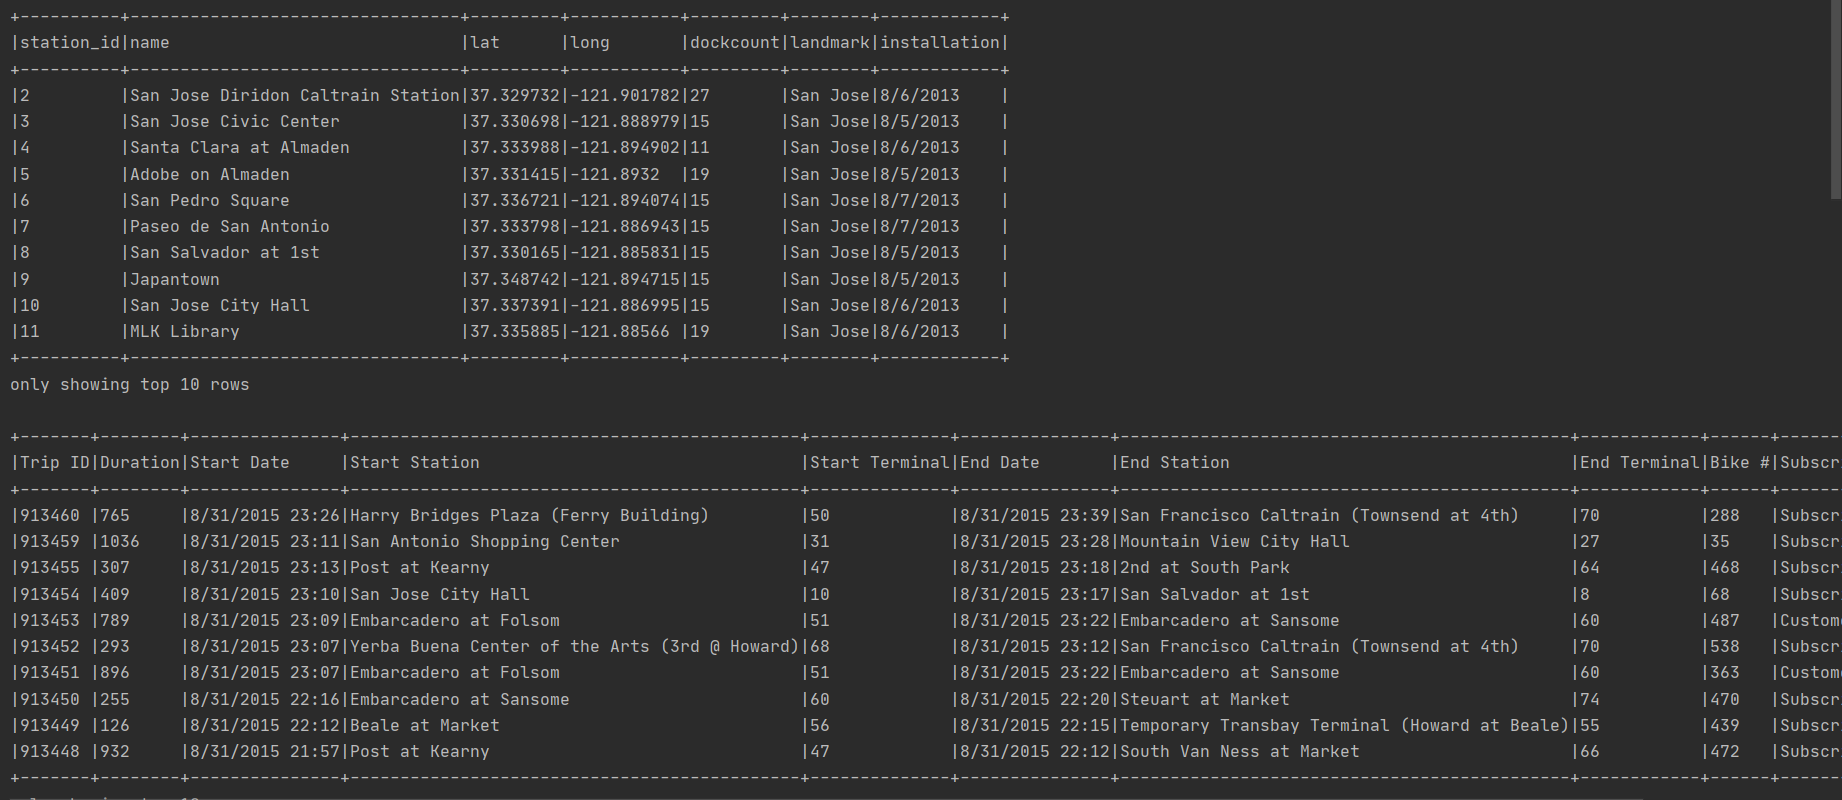 +----------+---------------------------------+---------+-----------+---------+--------+------------+
|station_id|name                             |lat      |long       |dockcount|landmark|installation|
+----------+---------------------------------+---------+-----------+---------+--------+------------+
|2         |San Jose Diridon Caltrain Station|37.329732|-121.901782|27       |San Jose|8/6/2013    |
|3         |San Jose Civic Center            |37.330698|-121.888979|15       |San Jose|8/5/2013    |
|4         |Santa Clara at Almaden           |37.333988|-121.894902|11       |San Jose|8/6/2013    |
|5         |Adobe on Almaden                 |37.331415|-121.8932  |19       |San Jose|8/5/2013    |
|6         |San Pedro Square                 |37.336721|-121.894074|15       |San Jose|8/7/2013    |
|7         |Paseo de San Antonio             |37.333798|-121.886943|15       |San Jose|8/7/2013    |
|8         |San Salvador at 1st              |37.330165|-121.885831|15       |San Jose|8/5/2013    |
|9         |Japantown                        |37.348742|-121.894715|15       |San Jose|8/5/2013    |
|10        |San Jose City Hall               |37.337391|-121.886995|15       |San Jose|8/6/2013    |
|11        |MLK Library                      |37.335885|-121.88566 |19       |San Jose|8/6/2013    |
+----------+---------------------------------+---------+-----------+---------+--------+------------+
only showing top 10 rows

+-------+--------+---------------+---------------------------------------------+--------------+---------------+---------------------------------------------+------------+------+------
|Trip ID|Duration|Start Date     |Start Station                                |Start Terminal|End Date       |End Station                                  |End Terminal|Bike #|Subscr
+-------+--------+---------------+---------------------------------------------+--------------+---------------+---------------------------------------------+------------+------+------
|913460 |765     |8/31/2015 23:26|Harry Bridges Plaza (Ferry Building)         |50            |8/31/2015 23:39|San Francisco Caltrain (Townsend at 4th)     |70          |288   |Subscr
|913459 |1036    |8/31/2015 23:11|San Antonio Shopping Center                  |31            |8/31/2015 23:28|Mountain View City Hall                      |27          |35    |Subscr
|913455 |307     |8/31/2015 23:13|Post at Kearny                               |47            |8/31/2015 23:18|2nd at South Park                            |64          |468   |Subscr
|913454 |409     |8/31/2015 23:10|San Jose City Hall                           |10            |8/31/2015 23:17|San Salvador at 1st                          |8           |68    |Subscr
|913453 |789     |8/31/2015 23:09|Embarcadero at Folsom                        |51            |8/31/2015 23:22|Embarcadero at Sansome                       |60          |487   |Custom
|913452 |293     |8/31/2015 23:07|Yerba Buena Center of the Arts (3rd @ Howard)|68            |8/31/2015 23:12|San Francisco Caltrain (Townsend at 4th)     |70          |538   |Subscr
|913451 |896     |8/31/2015 23:07|Embarcadero at Folsom                        |51            |8/31/2015 23:22|Embarcadero at Sansome                       |60          |363   |Custom
|913450 |255     |8/31/2015 22:16|Embarcadero at Sansome                       |60            |8/31/2015 22:20|Steuart at Market                            |74          |470   |Subscr
|913449 |126     |8/31/2015 22:12|Beale at Market                              |56            |8/31/2015 22:15|Temporary Transbay Terminal (Howard at Beale)|55          |439   |Subscr
|913448 |932     |8/31/2015 21:57|Post at Kearny                               |47            |8/31/2015 22:12|South Van Ness at Market                     |66          |472   |Subscr
+-------+--------+---------------+---------------------------------------------+--------------+---------------+---------------------------------------------+------------+------+------